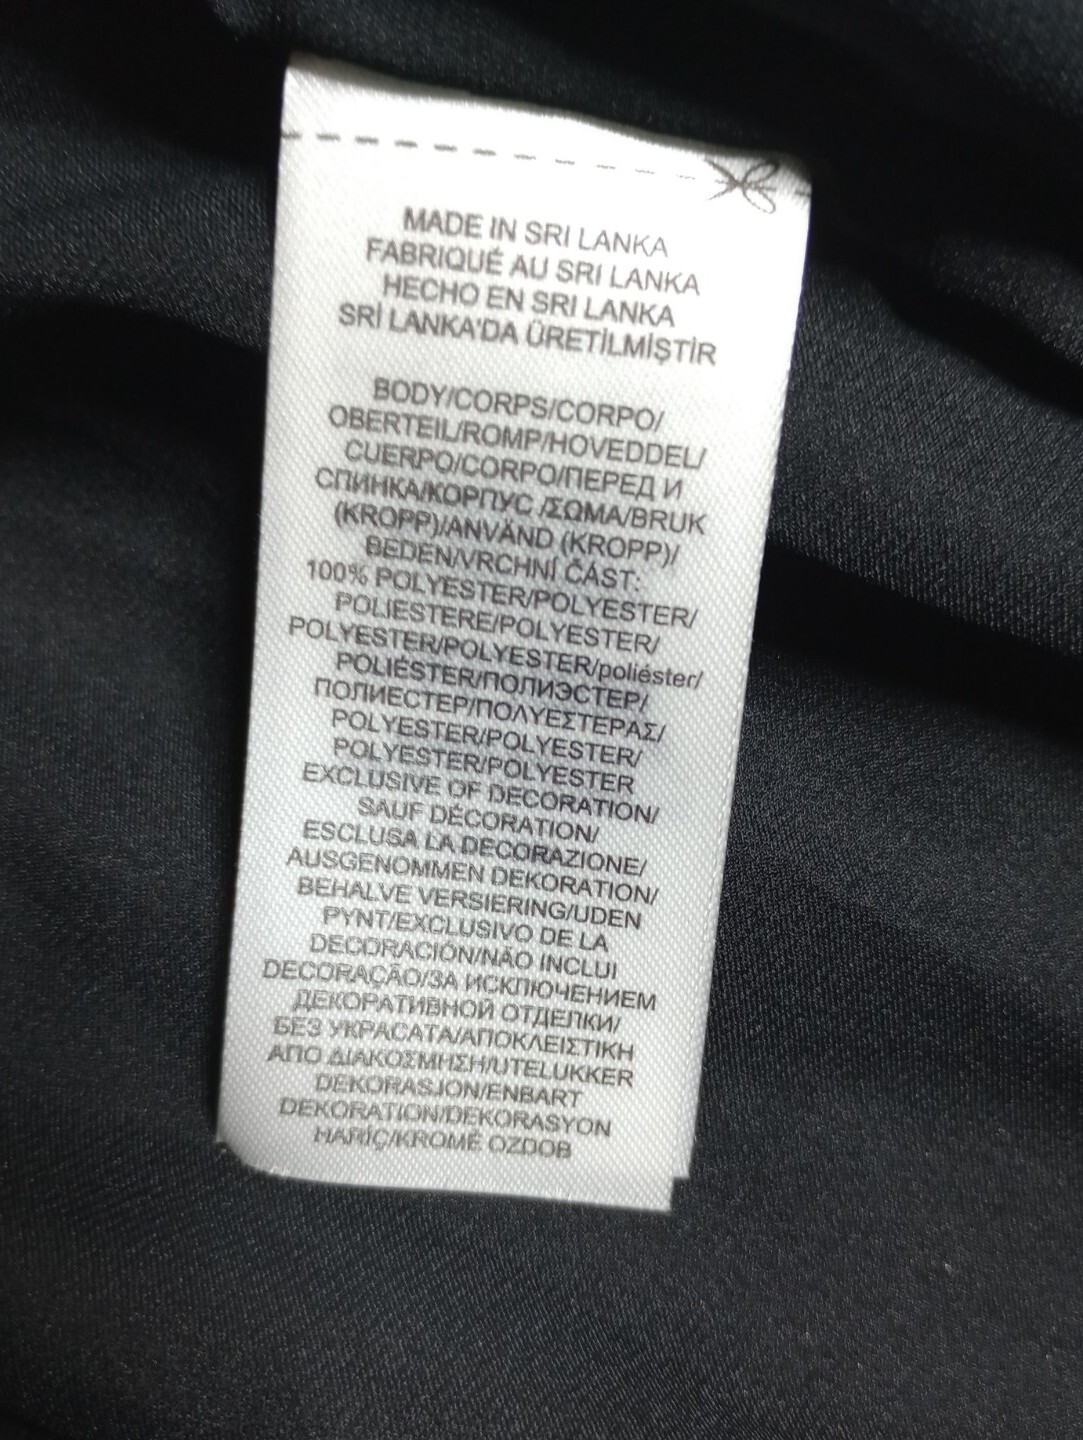 MADE IN SRI LANKA
FABRIQUÉ AU SRI LANKA
HECHO EN SRI LANKA
SRİ LANKA'DA ÜRETİLMİŞTİR
BODY/CORPS/CORPO/
OBERTEIL/ROMP/HOVEDDEL/
CUERPO/CORPO/ПЕРЕД И
СПИНКА/КОРПУС /ΣΩΜΑ/BRUK
(KROPP)/ANVÄND (KROPP)/
BEDEN/VRCHNÍ ČÁST:
100% POLYESTER/POLYESTER/
POLIESTERE/POLYESTER/
POLYESTER/POLYESTER/poliéster/
POLIÉSTER/ПОЛИЭСТЕР/
ПОЛИЕСТЕР/ΠΟΛΥΕΣΤΕΡΑΣ/
POLYESTER/POLYESTER/
POLYESTER/POLYESTER
EXCLUSIVE OF DECORATION/
SAUF DÉCORATION/
ESCLUSA LA DECORAZIONE/
AUSGENOMMEN DEKORATION/
BEHALVE VERSIERING/UDEN
PYNT/EXCLUSIVO DE LA
DECORACIÓN/NÃO INCLUI
DECORAÇÃO/ЗА ИСКЛЮЧЕНИЕМ
ДЕКОРАТИВНОЙ ОТДЕЛКИ/
БЕЗ УКРАСАТА/ΑΠΟΚΛΕΙΣΤΙΚΗ
ΑΠΟ ΔΙΑΚΟΣΜΗΣΗ/UTELUKKER
DEKORASJON/ENBART
DEKORATION/DEKORASYON
HARİÇ/KROMĚ OZDOB